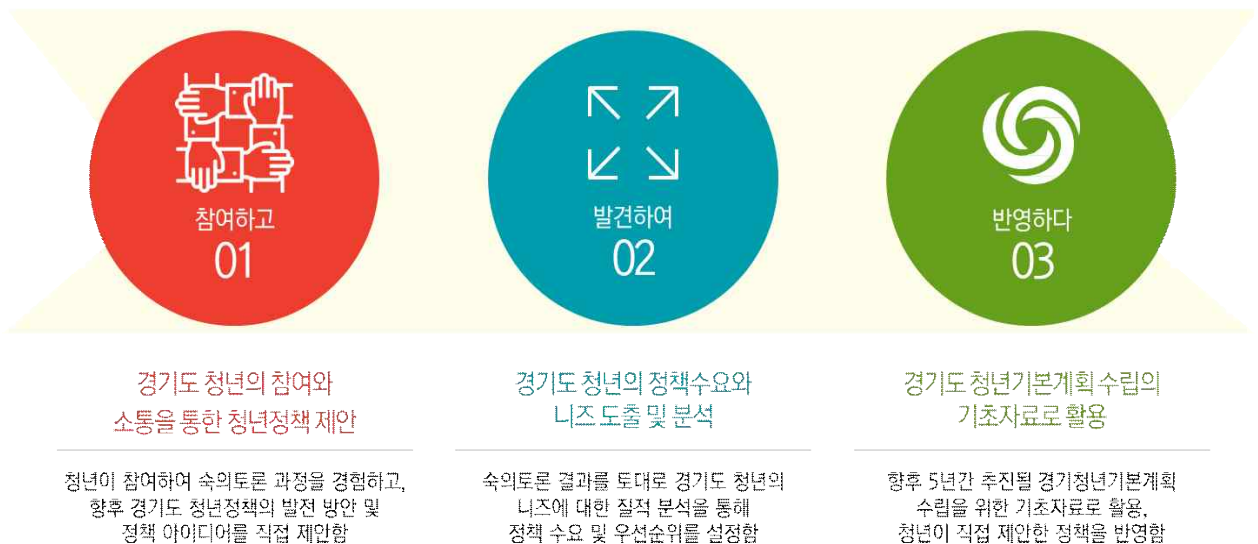 참여하고
01
발견하여
02
반영하다
03
경기도 청년의 참여와
소통을 통한 청년정책 제안
청년이 참여하여 숙의토론 과정을 경험하고,
향후 경기도 청년정책의 발전 방안 및
정책 아이디어를 직접 제안함
경기도 청년의 정책수요와
니즈 도출 및 분석
숙의토론 결과를 토대로 경기도 청년의
니즈에 대한 질적 분석을 통해
정책 수요 및 우선순위를 설정함
경기도 청년기본계획 수립의
기초자료로 활용
향후 5년간 추진될 경기청년기본계획
수립을 위한 기초자료로 활용,
청년이 직접 제안한 정책을 반영함